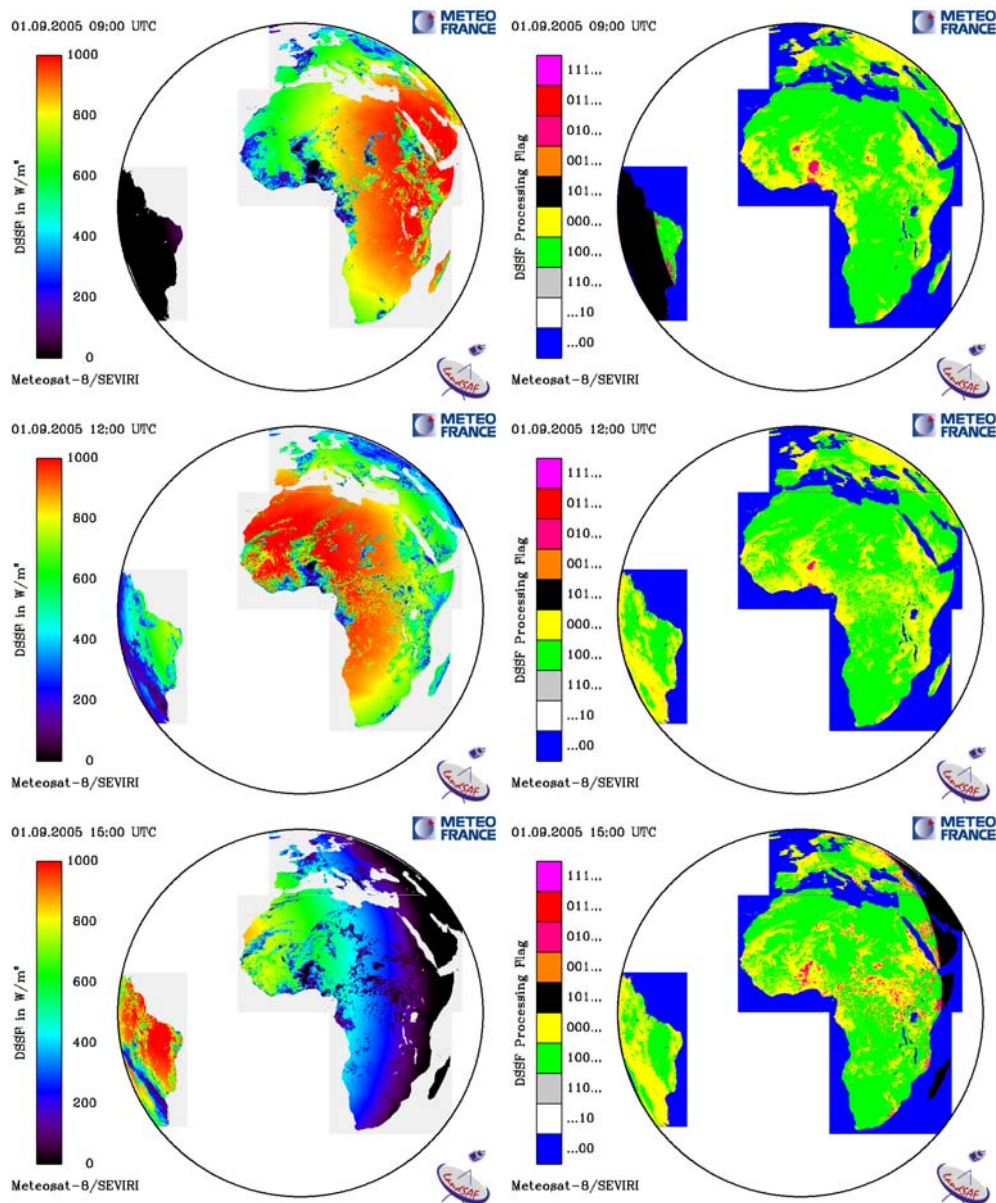 01.09.2005 09:00 UTC
METEO
FRANCE
DSSF in W/m²
1000
800
600
400
200
0
Meteosat-8/SEVIRI
LandSAF
01.09.2005 09:00 UTC
METEO
FRANCE
DSSF Processing Flag
111...
011...
010...
001...
101...
000...
100...
110...
...10
...00
Meteosat-8/SEVIRI
LandSAF
01.09.2005 12:00 UTC
METEO
FRANCE
DSSF in W/m²
1000
800
600
400
200
0
Meteosat-8/SEVIRI
LandSAF
01.09.2005 12:00 UTC
METEO
FRANCE
DSSF Processing Flag
111...
011...
010...
001...
101...
000...
100...
110...
...10
...00
Meteosat-8/SEVIRI
LandSAF
01.09.2005 15:00 UTC
METEO
FRANCE
DSSF in W/m²
1000
800
600
400
200
0
Meteosat-8/SEVIRI
LandSAF
01.09.2005 15:00 UTC
METEO
FRANCE
DSSF Processing Flag
111...
011...
010...
001...
101...
000...
100...
110...
...10
...00
Meteosat-8/SEVIRI
LandSAF